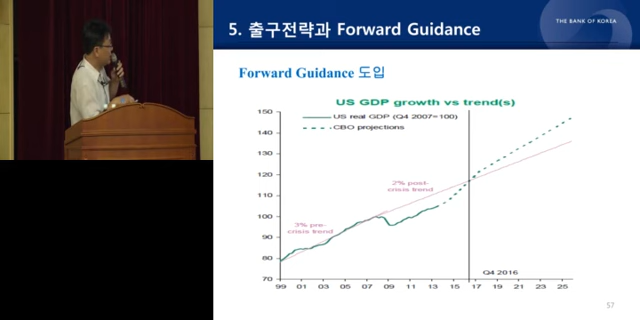 5. 출구전략과 Forward Guidance
THE BANK OF KOREA
Forward Guidance 도입
US GDP growth vs trend(s)
US real GDP (Q4 2007=100)
CBO projections
2% post-
crisis trend
3% pre-
crisis trend
150
140
130
120
110
100
90
80
70
99 01 03 05 07 09 11 13 15 17 19 21 23 25
Q4 2016
57